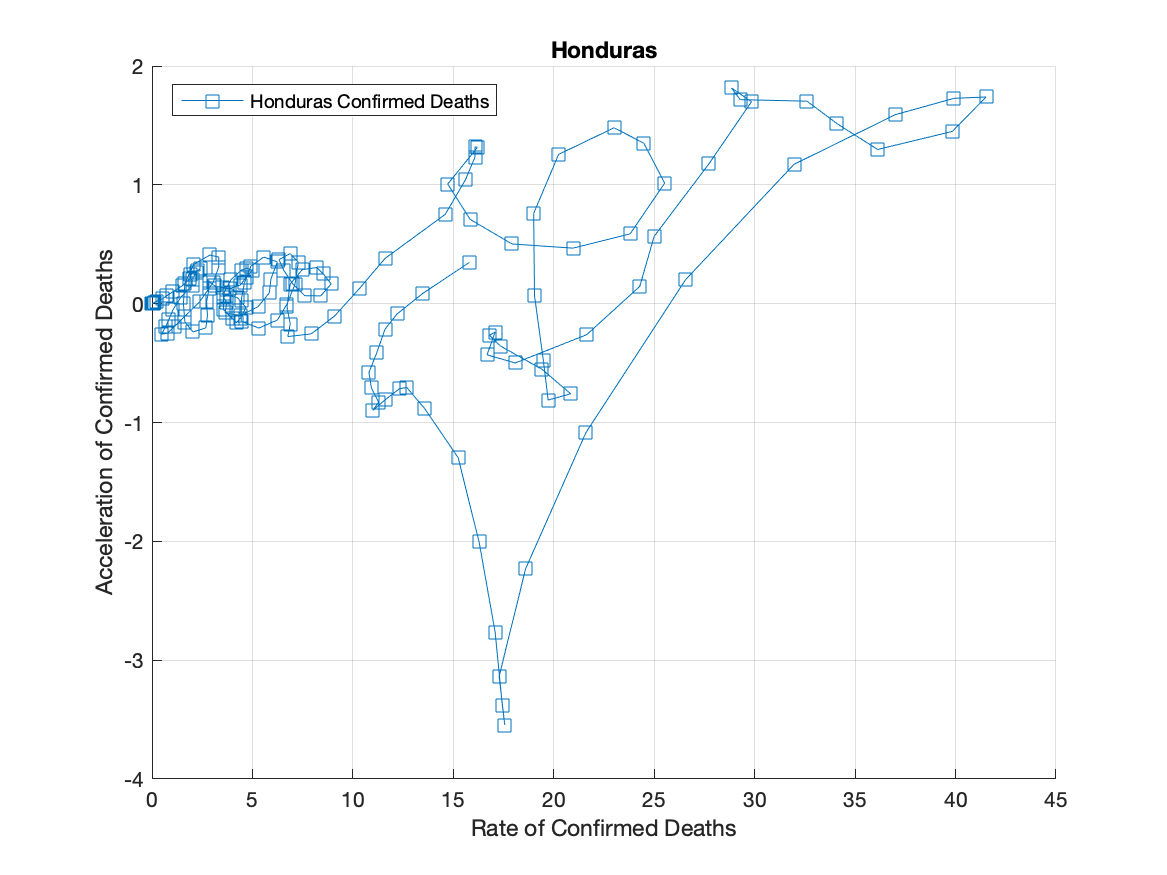 Honduras
Honduras Confirmed Deaths
2
1
0
-1
-2
-3
-4
Acceleration of Confirmed Deaths
0 5 10 15 20 25 30 35 40 45
Rate of Confirmed Deaths